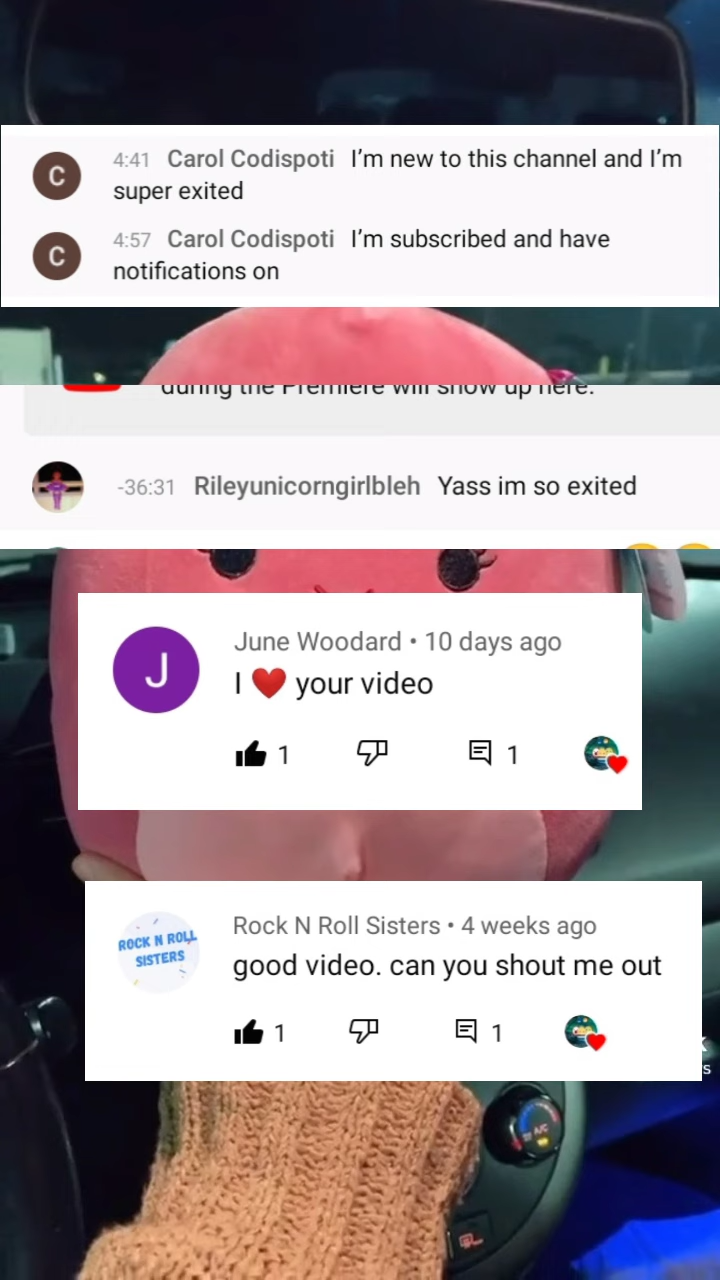 C
4:41 Carol Codispoti I'm new to this channel and I'm
super exited
C
4:57 Carol Codispoti I'm subscribed and have
notifications on
during the Premiere will show up here.
-36:31 Rileyunicorngirlbleh Yass im so exited
J
June Woodard • 10 days ago
I ❤️ your video
1 1
ROCK N ROLL
SISTERS
Rock N Roll Sisters • 4 weeks ago
good video. can you shout me out
1 1
A/C